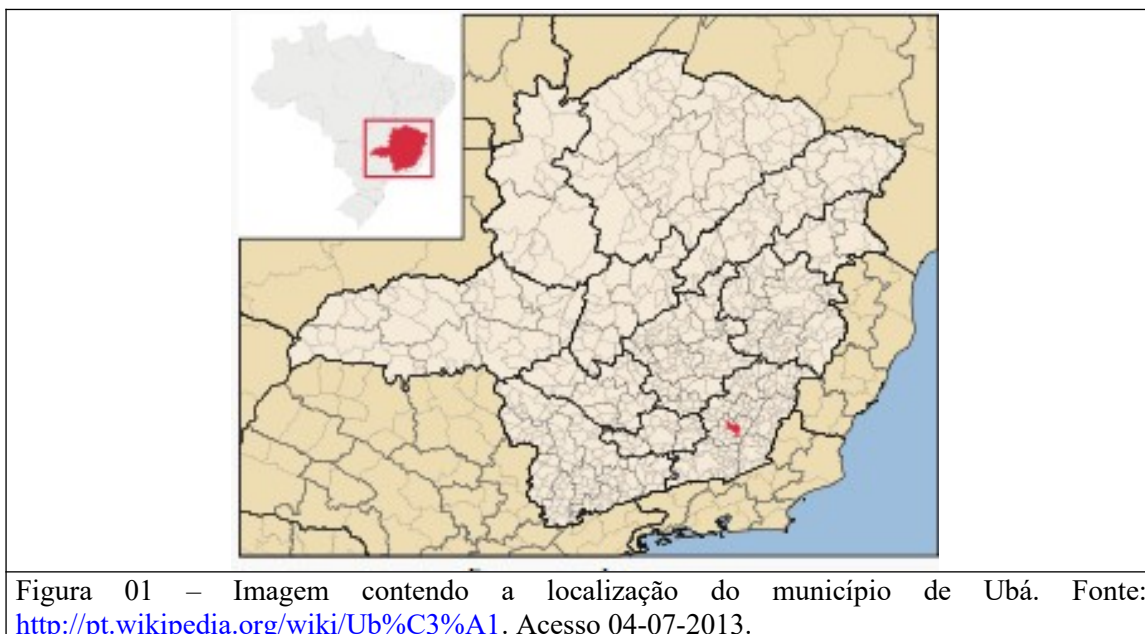 Figura 01 – Imagem contendo a localização do município de Ubá. Fonte:
http://pt.wikipedia.org/wiki/Ub%C3%A1. Acesso 04-07-2013.